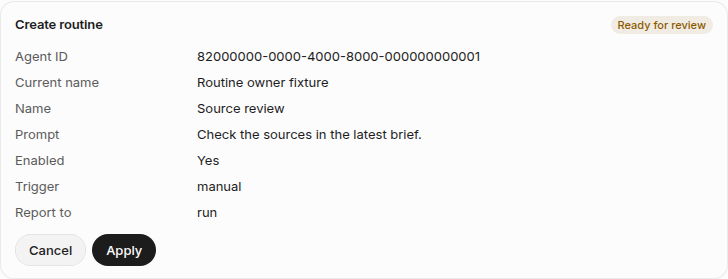 Create routine Ready for review
Agent ID 82000000-0000-4000-8000-000000000001
Current name Routine owner fixture
Name Source review
Prompt Check the sources in the latest brief.
Enabled Yes
Trigger manual
Report to run
Cancel Apply